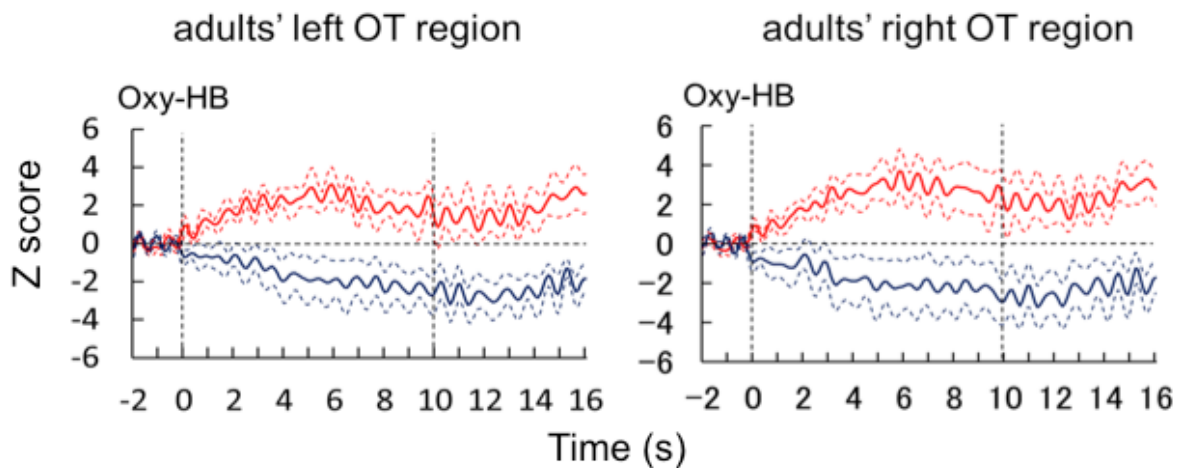 adults’ left OT region
adults’ right OT region
Oxy-HB
Oxy-HB
Z score
6
4
2
0
-2
-4
-6
6
4
2
0
−2
−4
−6
-2 0 2 4 6 8 10 12 14 16
−2 0 2 4 6 8 10 12 14 16
Time (s)